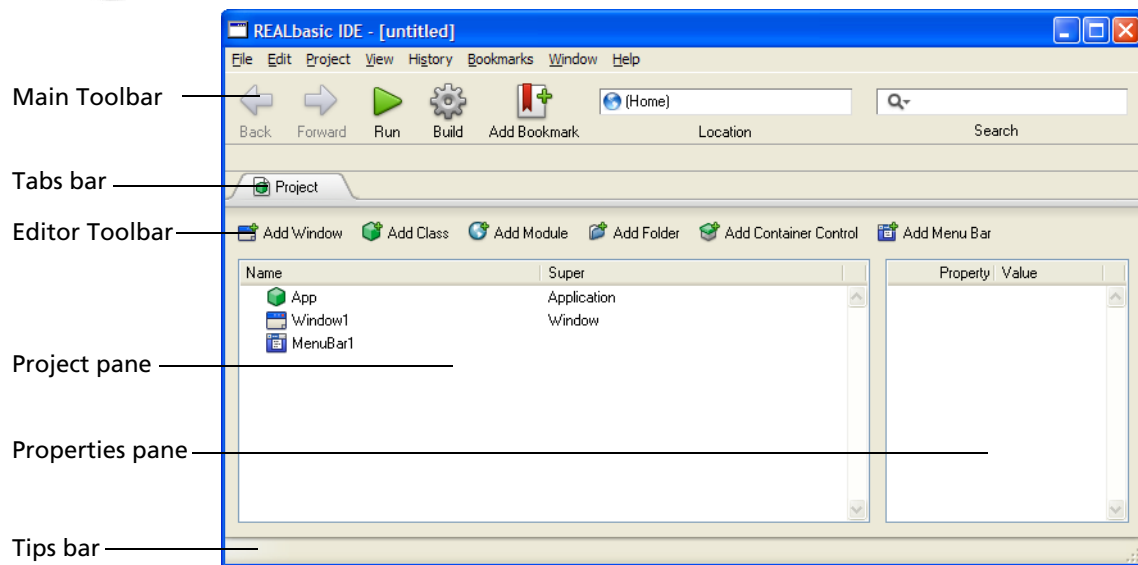 REALbasic IDE - [untitled]
File Edit Project View History Bookmarks Window Help
Main Toolbar
(Home)
Back Forward Run Build Add Bookmark Location Search
Tabs bar
Project
Editor Toolbar
Add Window Add Class Add Module Add Folder Add Container Control Add Menu Bar
Name Super Property Value
App Application
Window1 Window
MenuBar1
Project pane
Properties pane
Tips bar